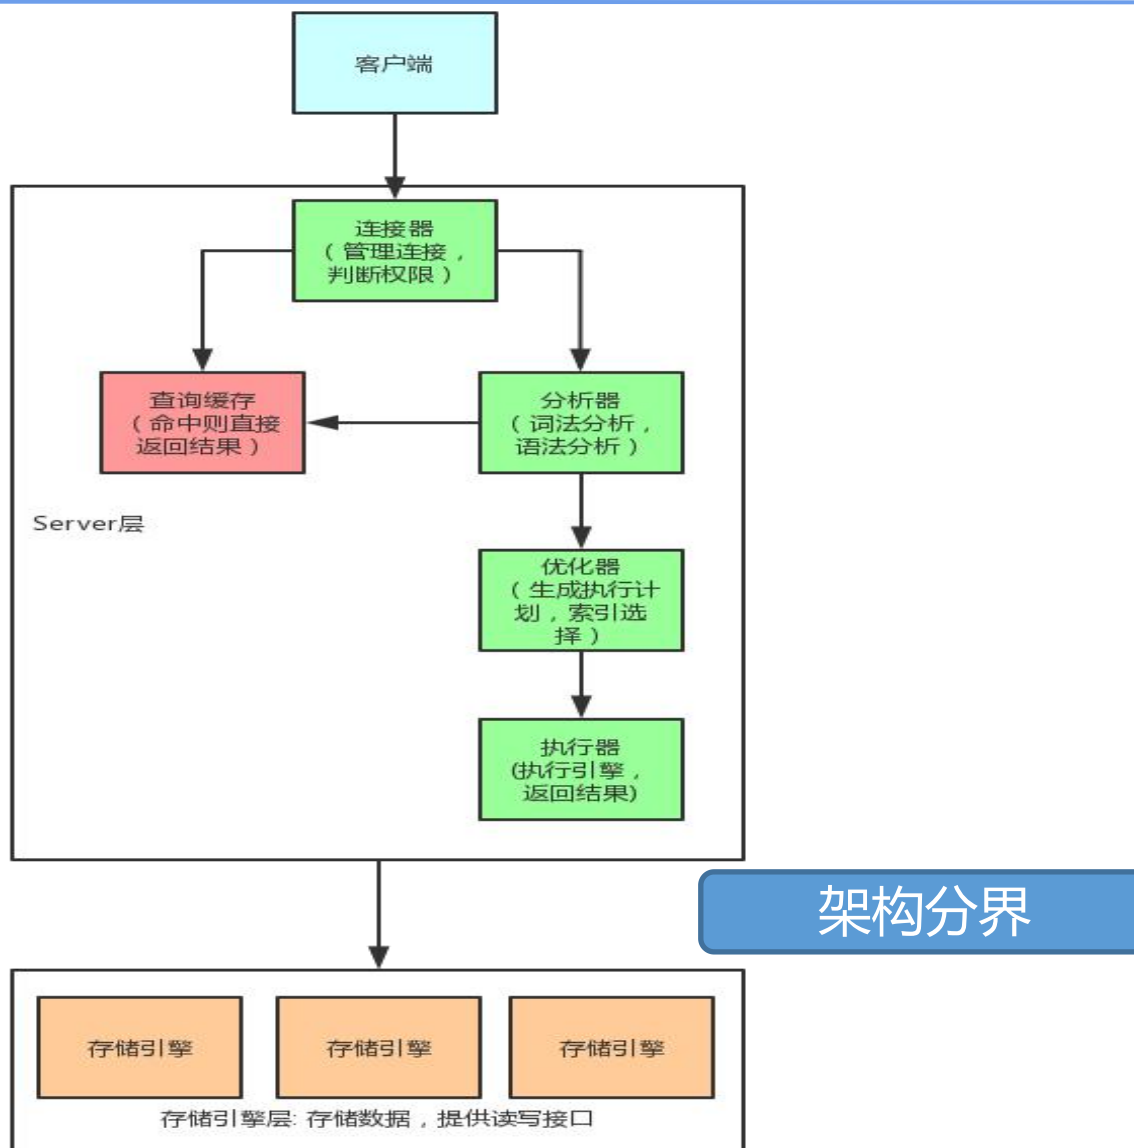 客户端
连接器
（管理连接，
判断权限）
查询缓存
（命中则直接
返回结果）
分析器
（词法分析，
语法分析）
Server层
优化器
（生成执行计
划，索引选
择）
执行器
(执行引擎，
返回结果)
架构分界
存储引擎
存储引擎
存储引擎
存储引擎层: 存储数据，提供读写接口